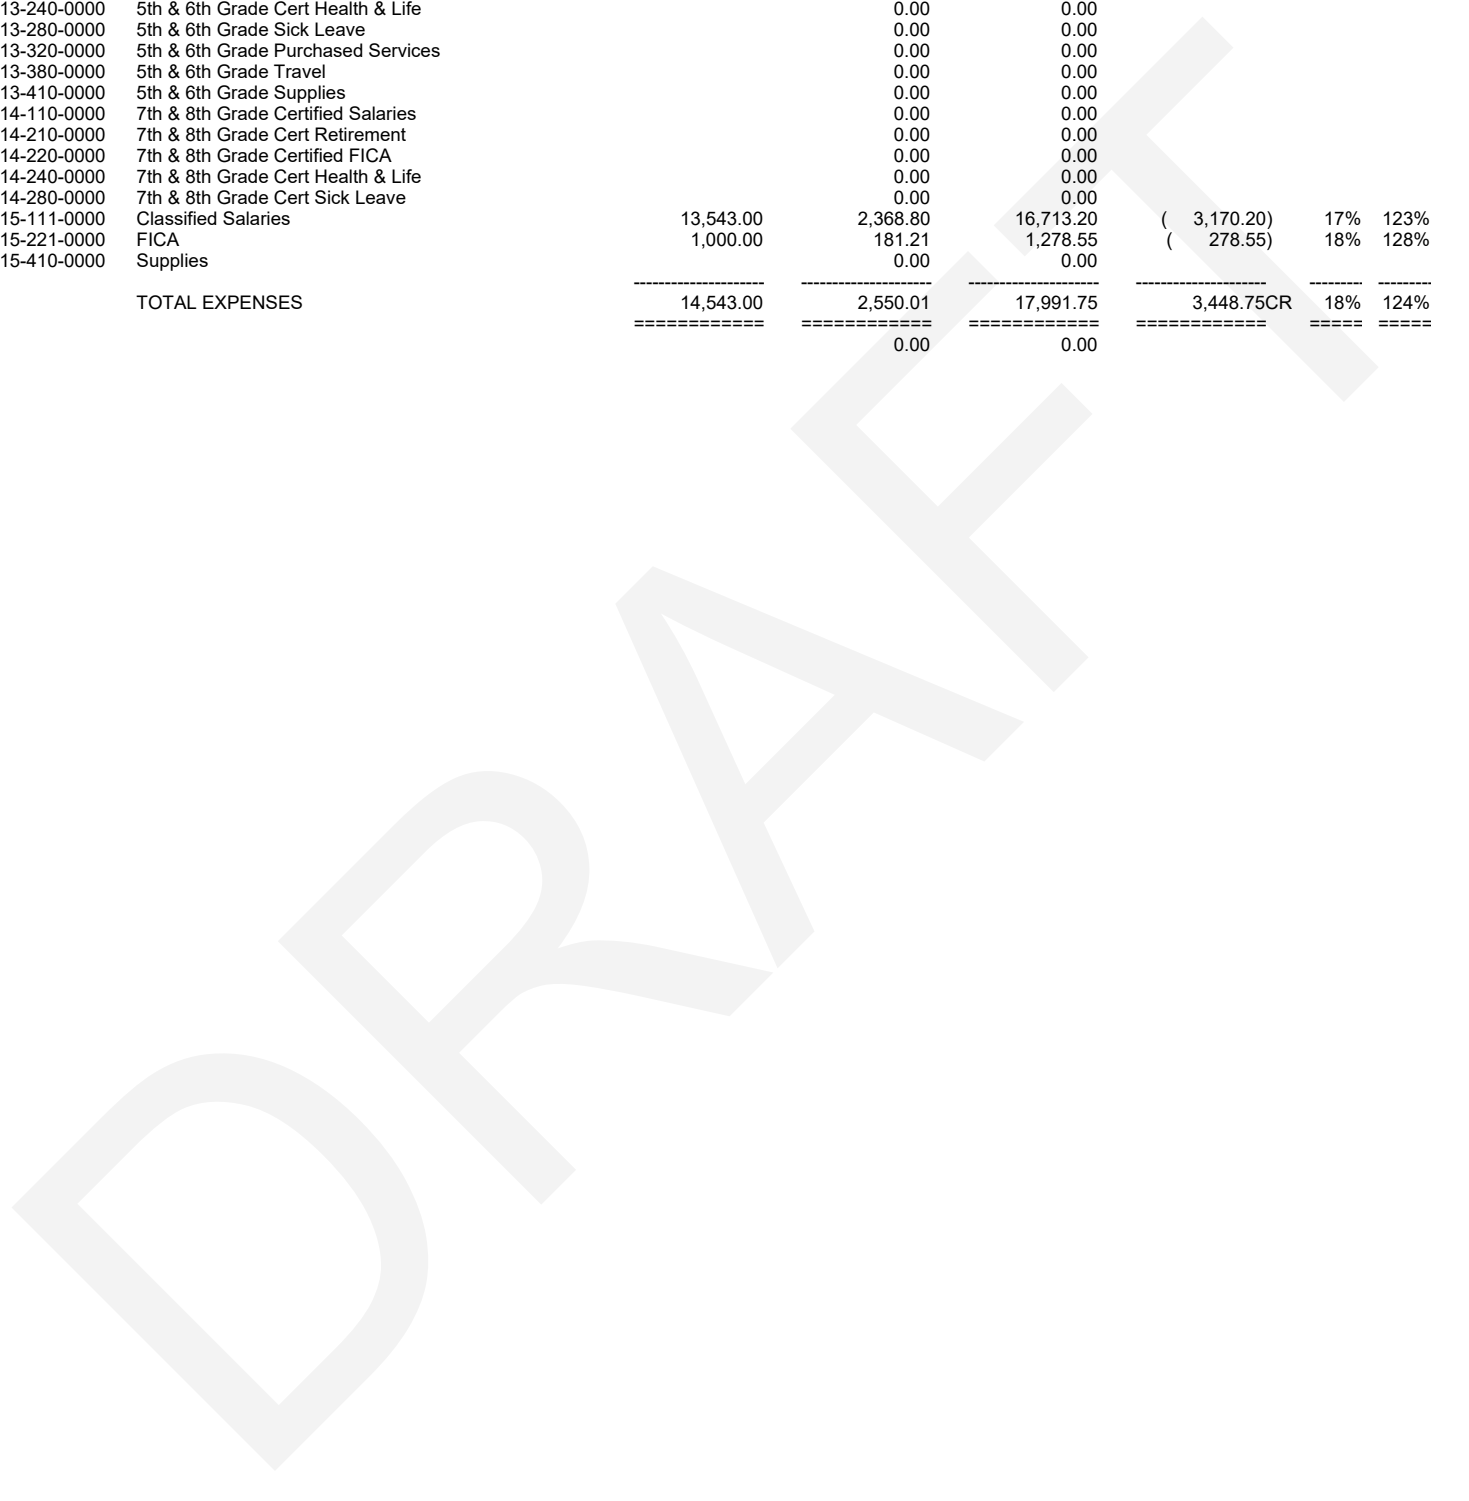 13-240-0000 5th & 6th Grade Cert Health & Life 0.00 0.00
13-280-0000 5th & 6th Grade Sick Leave 0.00 0.00
13-320-0000 5th & 6th Grade Purchased Services 0.00 0.00
13-380-0000 5th & 6th Grade Travel 0.00 0.00
13-410-0000 5th & 6th Grade Supplies 0.00 0.00
14-110-0000 7th & 8th Grade Certified Salaries 0.00 0.00
14-210-0000 7th & 8th Grade Cert Retirement 0.00 0.00
14-220-0000 7th & 8th Grade Certified FICA 0.00 0.00
14-240-0000 7th & 8th Grade Cert Health & Life 0.00 0.00
14-280-0000 7th & 8th Grade Cert Sick Leave 0.00 0.00
15-111-0000 Classified Salaries 13,543.00 2,368.80 16,713.20 ( 3,170.20) 17% 123%
15-221-0000 FICA 1,000.00 181.21 1,278.55 ( 278.55) 18% 128%
15-410-0000 Supplies 0.00 0.00
--------------------- --------------------- --------------------- --------------------- --------- ---------
TOTAL EXPENSES 14,543.00 2,550.01 17,991.75 3,448.75CR 18% 124%
============ ============ ============ ============ ===== =====
0.00 0.00
DRAFT